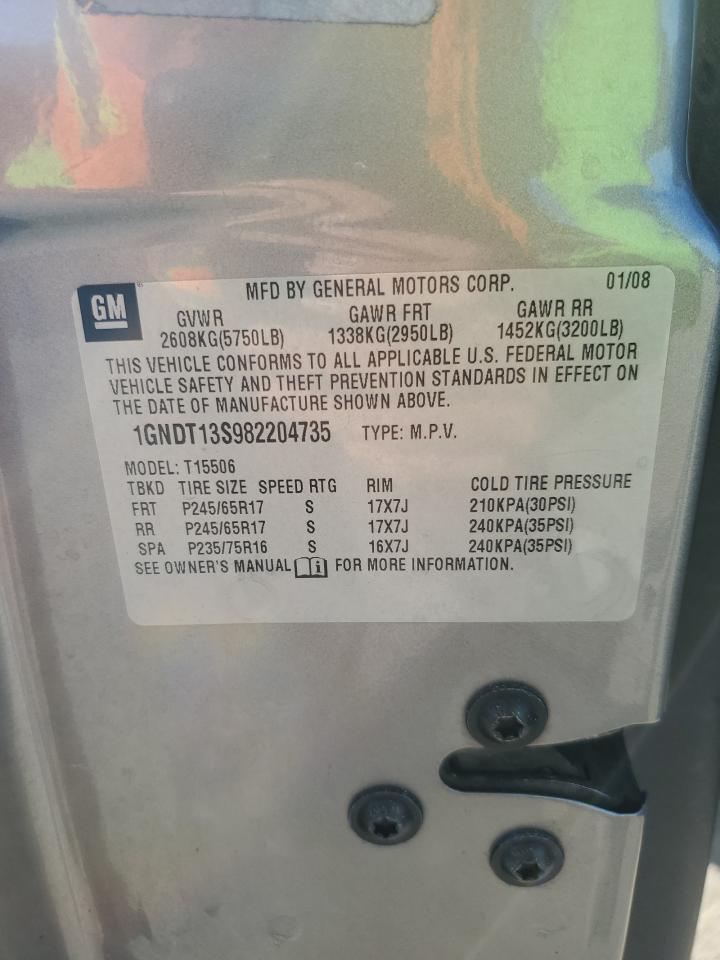 GM
MFD BY GENERAL MOTORS CORP. 01/08
GVWR GAWR FRT GAWR RR
2608KG(5750LB) 1338KG(2950LB) 1452KG(3200LB)
THIS VEHICLE CONFORMS TO ALL APPLICABLE U.S. FEDERAL MOTOR
VEHICLE SAFETY AND THEFT PREVENTION STANDARDS IN EFFECT ON
THE DATE OF MANUFACTURE SHOWN ABOVE.
1GNDT13S982204735 TYPE: M.P.V.
MODEL: T15506
TBKD TIRE SIZE SPEED RTG RIM COLD TIRE PRESSURE
FRT P245/65R17 S 17X7J 210KPA(30PSI)
RR P245/65R17 S 17X7J 240KPA(35PSI)
SPA P235/75R16 S 16X7J 240KPA(35PSI)
SEE OWNER'S MANUAL i FOR MORE INFORMATION.